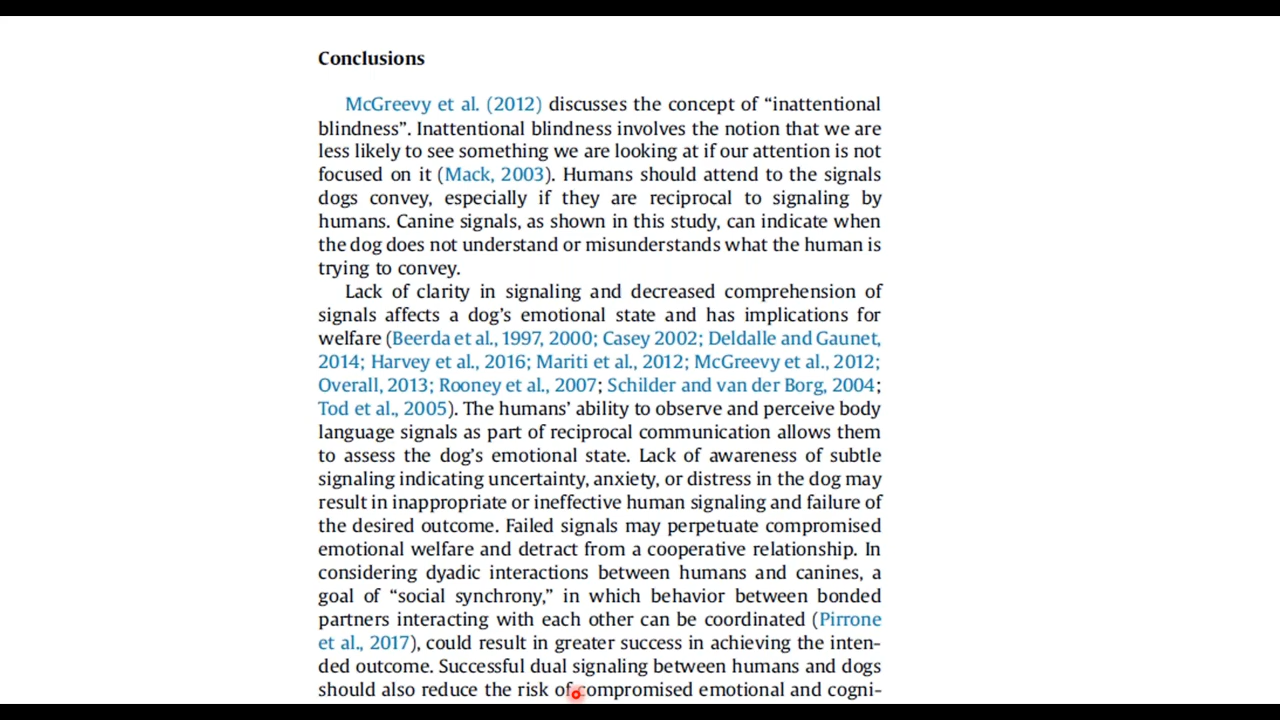 Conclusions
McGreevy et al. (2012) discusses the concept of “inattentional
blindness”. Inattentional blindness involves the notion that we are
less likely to see something we are looking at if our attention is not
focused on it (Mack, 2003). Humans should attend to the signals
dogs convey, especially if they are reciprocal to signaling by
humans. Canine signals, as shown in this study, can indicate when
the dog does not understand or misunderstands what the human is
trying to convey.
Lack of clarity in signaling and decreased comprehension of
signals affects a dog’s emotional state and has implications for
welfare (Beerda et al., 1997, 2000; Casey 2002; Deldalle and Gaunet,
2014; Harvey et al., 2016; Mariti et al., 2012; McGreevy et al., 2012;
Overall, 2013; Rooney et al., 2007; Schilder and van der Borg, 2004;
Tod et al., 2005). The humans’ ability to observe and perceive body
language signals as part of reciprocal communication allows them
to assess the dog’s emotional state. Lack of awareness of subtle
signaling indicating uncertainty, anxiety, or distress in the dog may
result in inappropriate or ineffective human signaling and failure of
the desired outcome. Failed signals may perpetuate compromised
emotional welfare and detract from a cooperative relationship. In
considering dyadic interactions between humans and canines, a
goal of “social synchrony,” in which behavior between bonded
partners interacting with each other can be coordinated (Pirrone
et al., 2017), could result in greater success in achieving the inten-
ded outcome. Successful dual signaling between humans and dogs
should also reduce the risk of compromised emotional and cogni-